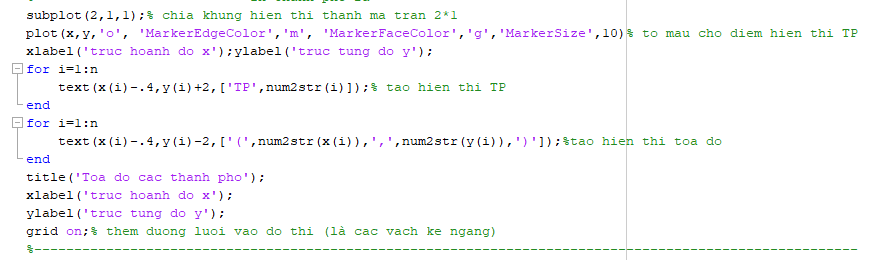 subplot(2,1,1);% chia khung hien thi thanh ma tran 2*1
plot(x,y,'o', 'MarkerEdgeColor','m', 'MarkerFaceColor','g','MarkerSize',10)% to mau cho diem hien thi TP
xlabel('truc hoanh do x');ylabel('truc tung do y');
for i=1:n
text(x(i)-.4,y(i)+2,['TP',num2str(i)]);% tao hien thi TP
end
for i=1:n
text(x(i)-.4,y(i)-2,['(',num2str(x(i)),',',num2str(y(i)),')']);%tao hien thi toa do
end
title('Toa do cac thanh pho');
xlabel('truc hoanh do x');
ylabel('truc tung do y');
grid on;% them duong luoi vao do thi (là cac vach ke ngang)
%------------------------------------------------------------------------------------------